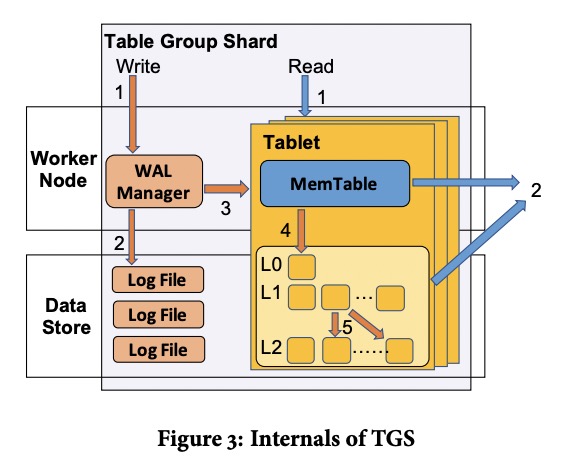 Table Group Shard
Write
Read
1
1
Tablet
Worker
Node
WAL
Manager
MemTable
2
3
2
4
L0
Log File
L1
...
Data
Store
Log File
5
Log File
L2
......
Figure 3: Internals of TGS